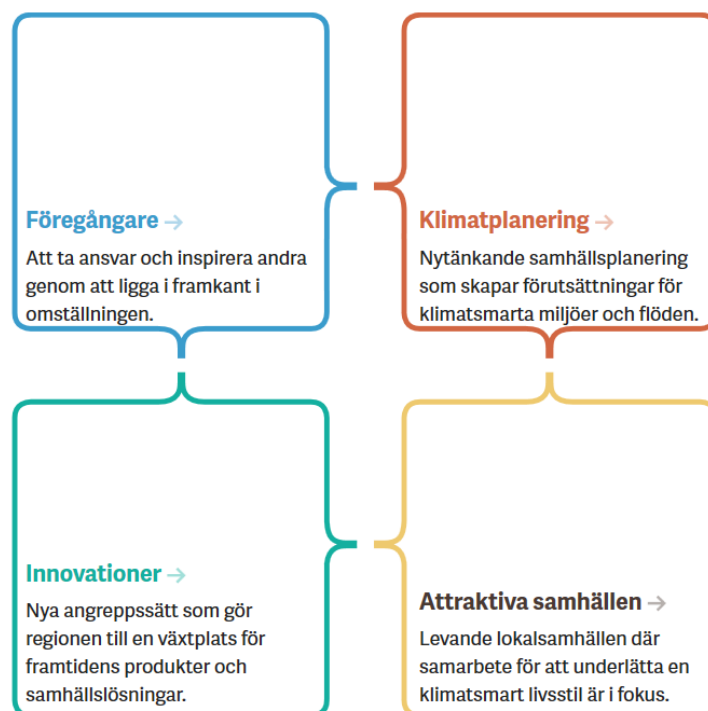 Föregångare →
Att ta ansvar och inspirera andra
genom att ligga i framkant i
omställningen.
Klimatplanering →
Nytänkande samhällsplanering
som skapar förutsättningar för
klimatsmarta miljöer och flöden.
Innovationer →
Nya angreppssätt som gör
regionen till en växtplats för
framtidens produkter och
samhällslösningar.
Attraktiva samhällen →
Levande lokalsamhällen där
samarbete för att underlätta en
klimatsmart livsstil är i fokus.